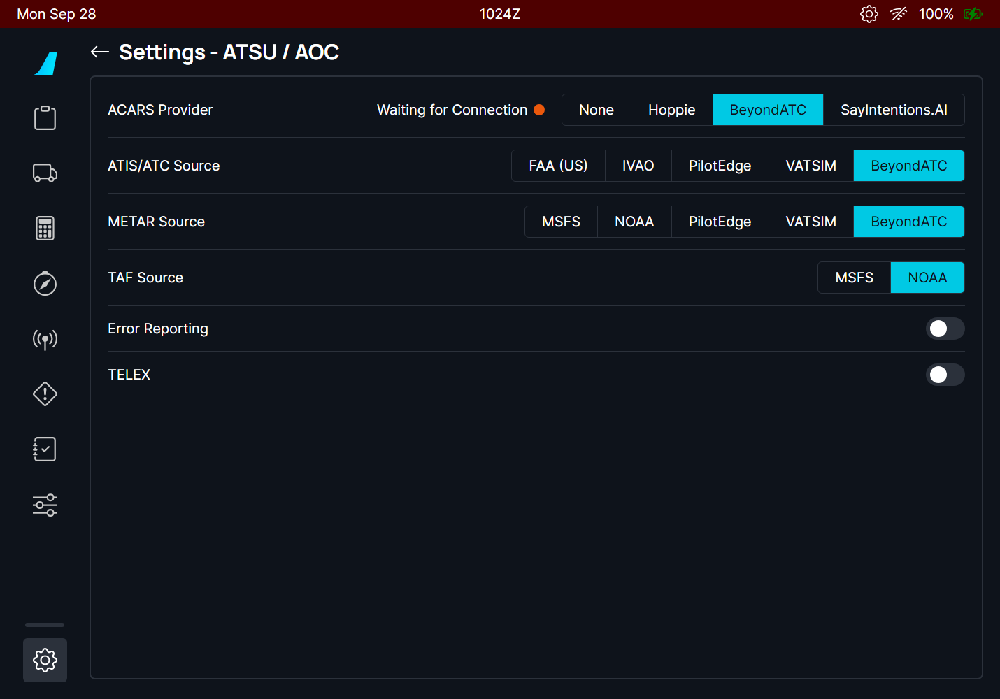 Mon Sep 28 1024Z 100%
Settings - ATSU / AOC
ACARS Provider Waiting for Connection None Hoppie BeyondATC SayIntentions.AI
ATIS/ATC Source FAA (US) IVAO PilotEdge VATSIM BeyondATC
METAR Source MSFS NOAA PilotEdge VATSIM BeyondATC
TAF Source MSFS NOAA
Error Reporting
TELEX